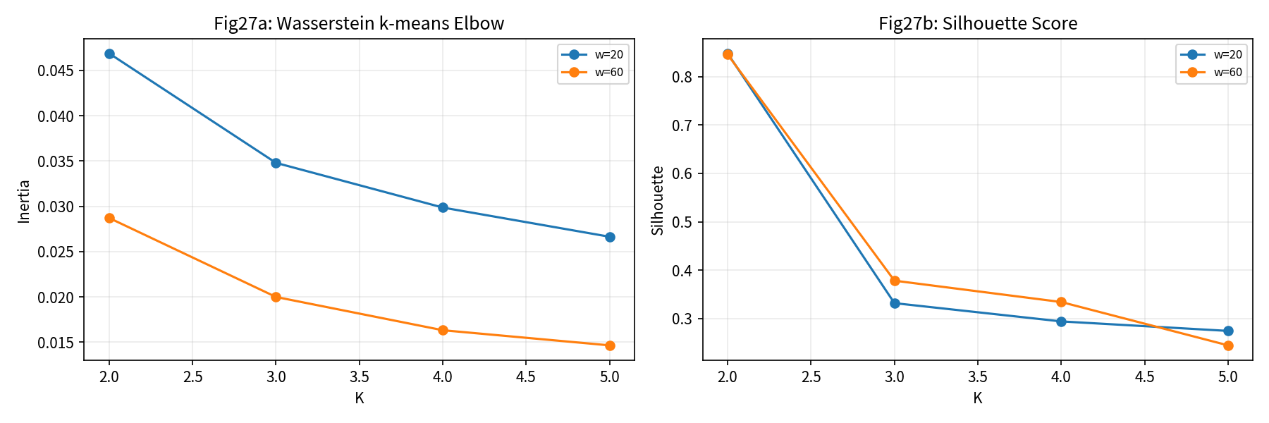 Fig27a: Wasserstein k-means Elbow
w=20
w=60
Inertia
0.045
0.040
0.035
0.030
0.025
0.020
0.015
2.0 2.5 3.0 3.5 4.0 4.5 5.0
K
Fig27b: Silhouette Score
w=20
w=60
Silhouette
0.8
0.7
0.6
0.5
0.4
0.3
2.0 2.5 3.0 3.5 4.0 4.5 5.0
K